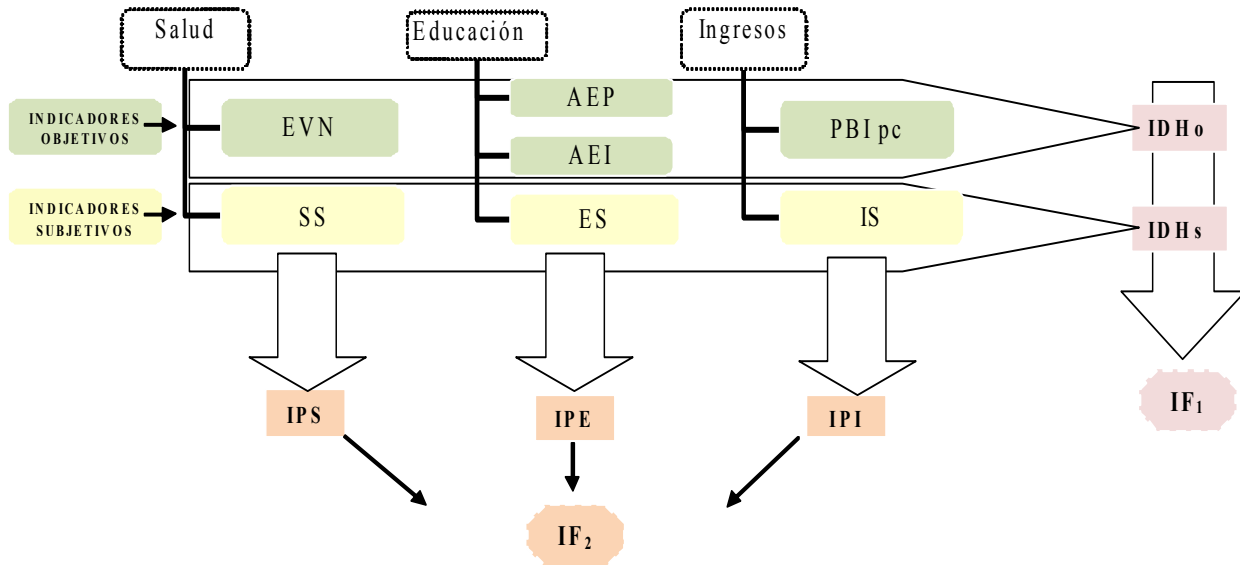 Salud
Educación
Ingresos
INDICADORES
OBJETIVOS
EVN
AEP
AEI
PBI pc
IDHo
INDICADORES
SUBJETIVOS
SS
ES
IS
IDHs
IPS
IPE
IPI
IF₁
IF₂